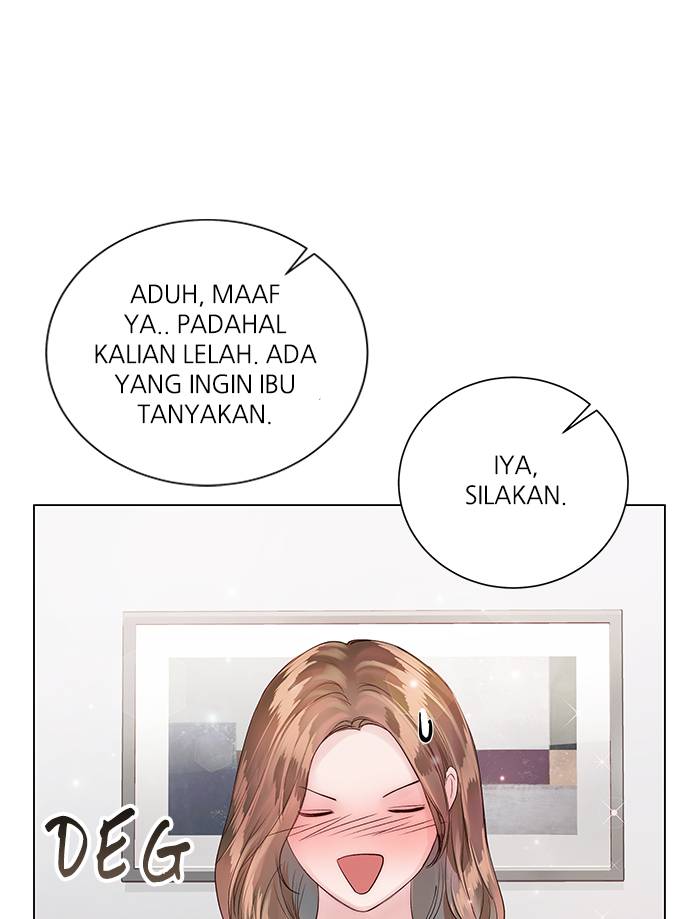 ADUH, MAAF
YA.. PADAHAL
KALIAN LELAH. ADA
YANG INGIN IBU
TANYAKAN.
IYA,
SILAKAN.
DEG